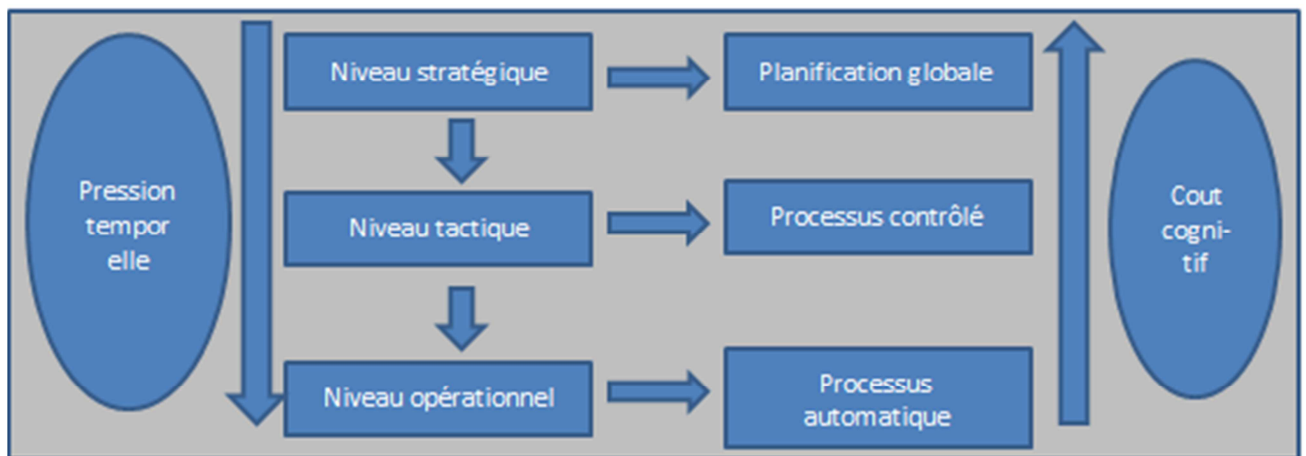 Niveau stratégique
Planification globale
Pression
tempor
elle
Niveau tactique
Processus contrôlé
Cout
cogni-
tif
Niveau opérationnel
Processus
automatique